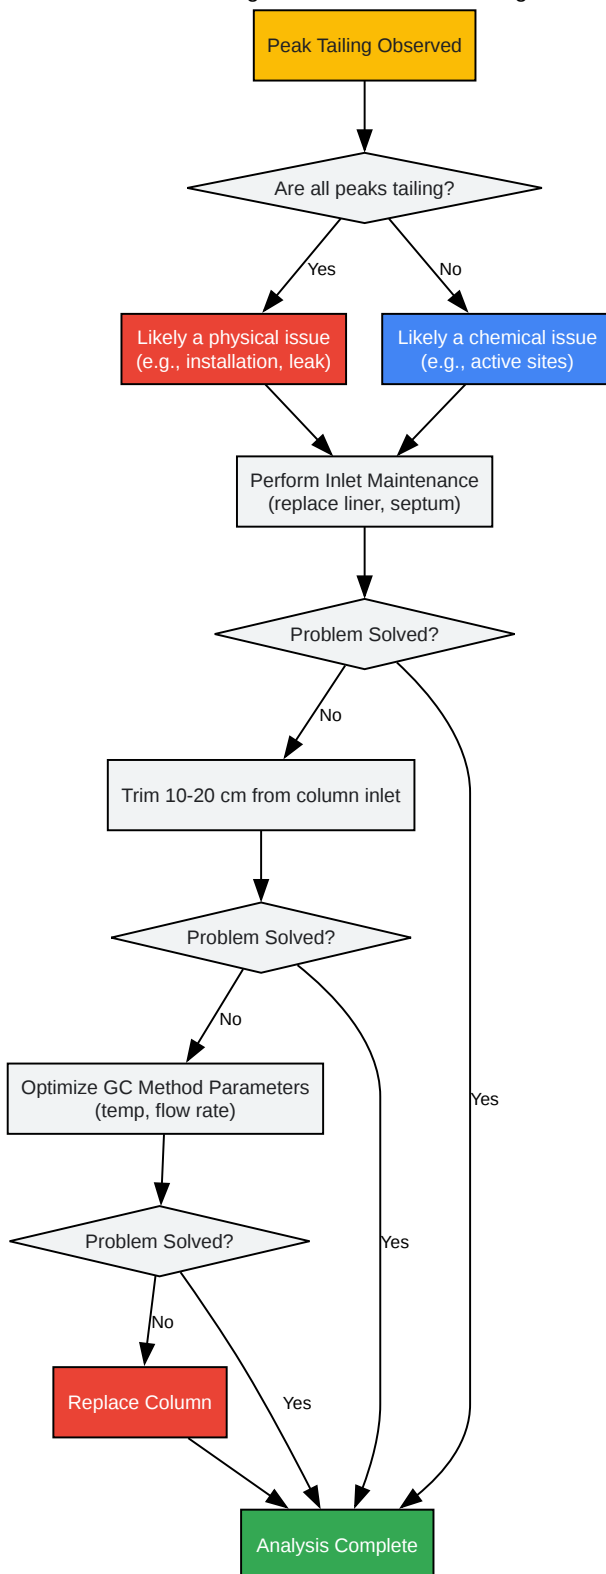 Peak Tailing Observed
Are all peaks tailing?
Yes
No
Likely a physical issue
(e.g., installation, leak)
Likely a chemical issue
(e.g., active sites)
Perform Inlet Maintenance
(replace liner, septum)
Problem Solved?
No
Trim 10-20 cm from column inlet
Problem Solved?
No
Optimize GC Method Parameters
(temp, flow rate)
Yes
Problem Solved?
Yes
No
Replace Column
Yes
Analysis Complete